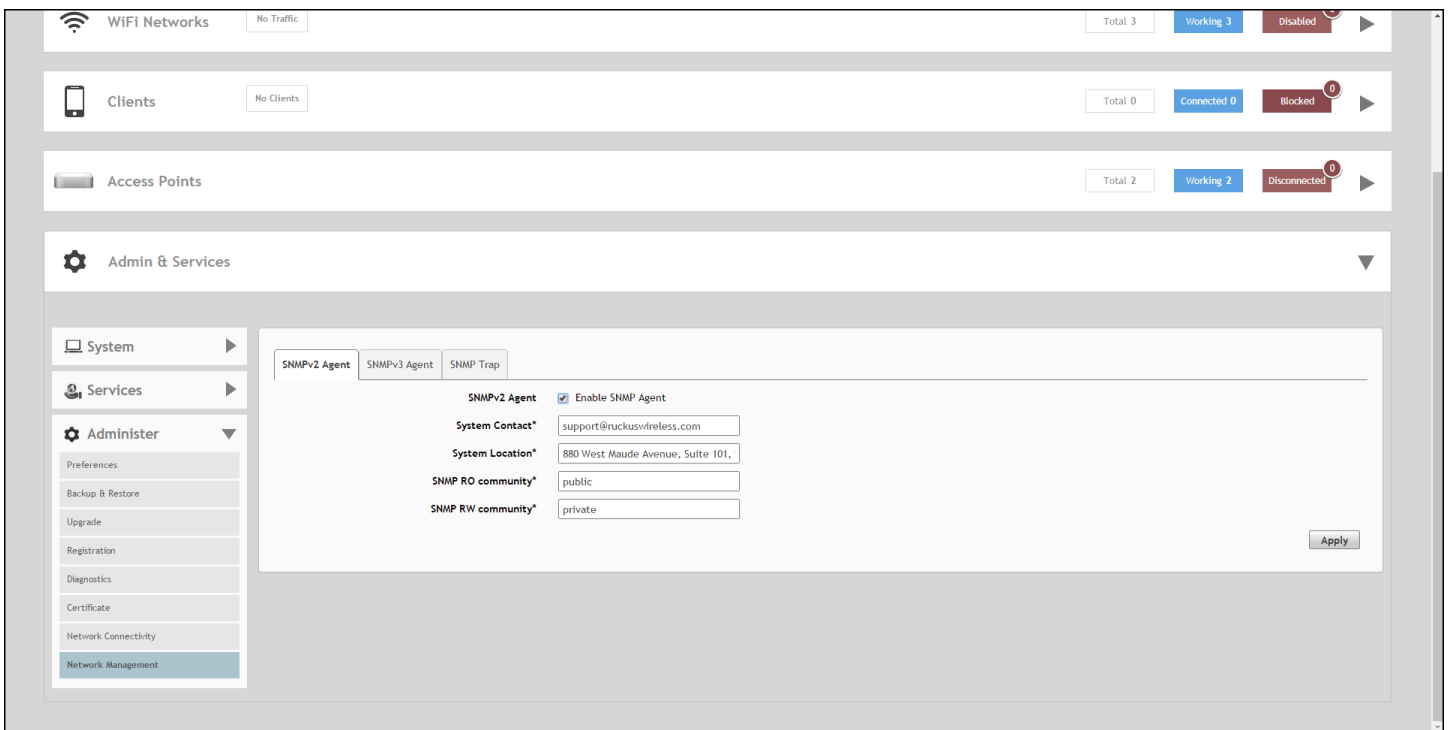 WiFi Networks No Traffic Total 3 Working 3 Disabled
Clients No Clients Total 0 Connected 0 Blocked 0
Access Points Total 2 Working 2 Disconnected 0
Admin & Services
System
Services
Administer
Preferences
Backup & Restore
Upgrade
Registration
Diagnostics
Certificate
Network Connectivity
Network Management
SNMPv2 Agent SNMPv3 Agent SNMP Trap
SNMPv2 Agent Enable SNMP Agent
System Contact* support@ruckuswireless.com
System Location* 880 West Maude Avenue, Suite 101,
SNMP RO community* public
SNMP RW community* private
Apply